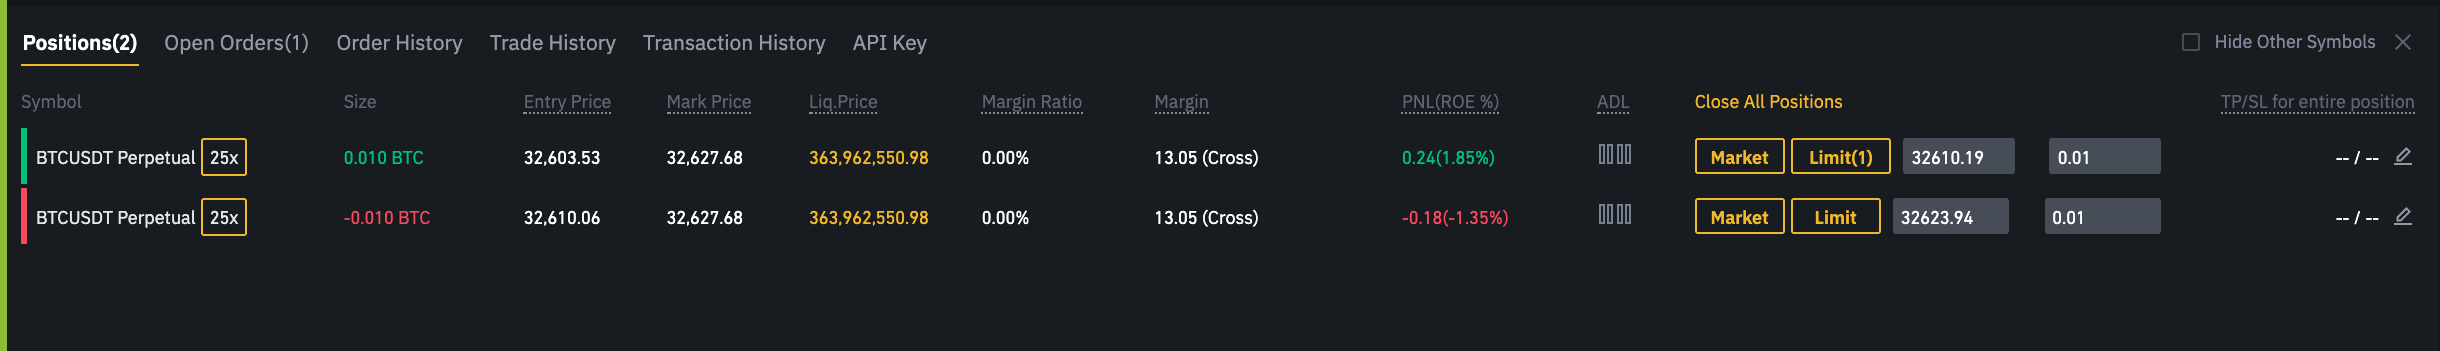 Positions(2) Open Orders(1) Order History Trade History Transaction History API Key Hide Other Symbols
Symbol Size Entry Price Mark Price Liq.Price Margin Ratio Margin PNL(ROE %) ADL Close All Positions TP/SL for entire position
BTCUSDT Perpetual 25x 0.010 BTC 32,603.53 32,627.68 363,962,550.98 0.00% 13.05 (Cross) 0.24(1.85%) Market Limit(1) 32610.19 0.01 -- / --
BTCUSDT Perpetual 25x -0.010 BTC 32,610.06 32,627.68 363,962,550.98 0.00% 13.05 (Cross) -0.18(-1.35%) Market Limit 32623.94 0.01 -- / --